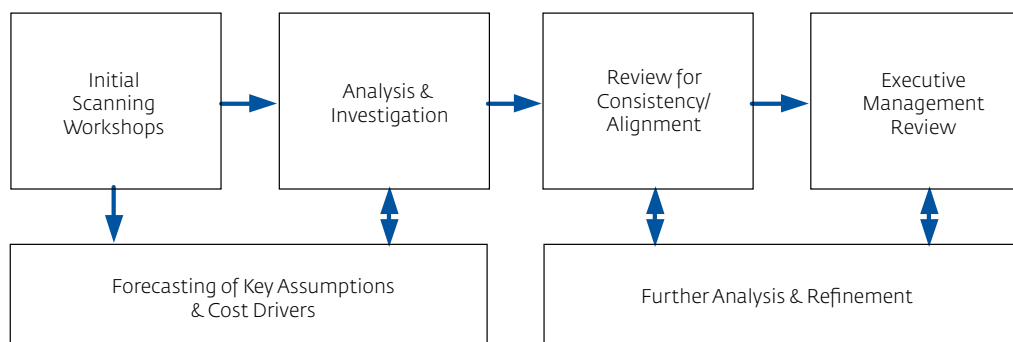 Initial
Scanning
Workshops
Analysis &
Investigation
Review for
Consistency/
Alignment
Executive
Management
Review
Forecasting of Key Assumptions
& Cost Drivers
Further Analysis & Refinement